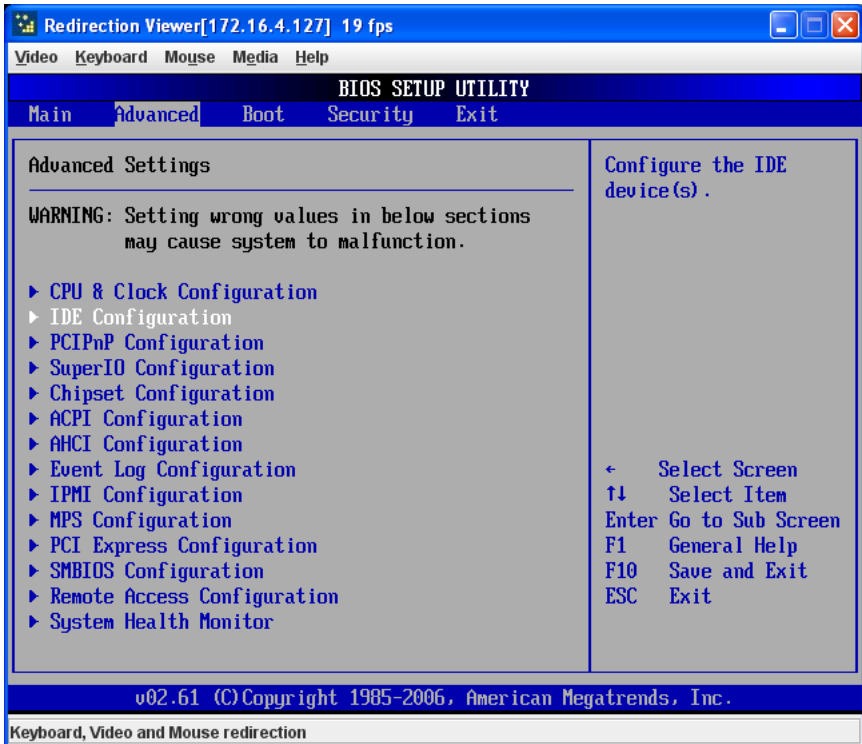 Redirection Viewer[172.16.4.127] 19 fps
Video Keyboard Mouse Media Help
BIOS SETUP UTILITY
Main Advanced Boot Security Exit
Advanced Settings
WARNING: Setting wrong values in below sections
may cause system to malfunction.
▶ CPU & Clock Configuration
▶ IDE Configuration
▶ PCIPnP Configuration
▶ SuperIO Configuration
▶ Chipset Configuration
▶ ACPI Configuration
▶ AHCI Configuration
▶ Event Log Configuration
▶ IPMI Configuration
▶ MPS Configuration
▶ PCI Express Configuration
▶ SMBIOS Configuration
▶ Remote Access Configuration
▶ System Health Monitor
Configure the IDE
device(s).
← Select Screen
↑↓ Select Item
Enter Go to Sub Screen
F1 General Help
F10 Save and Exit
ESC Exit
v02.61 (C)Copyright 1985-2006, American Megatrends, Inc.
Keyboard, Video and Mouse redirection